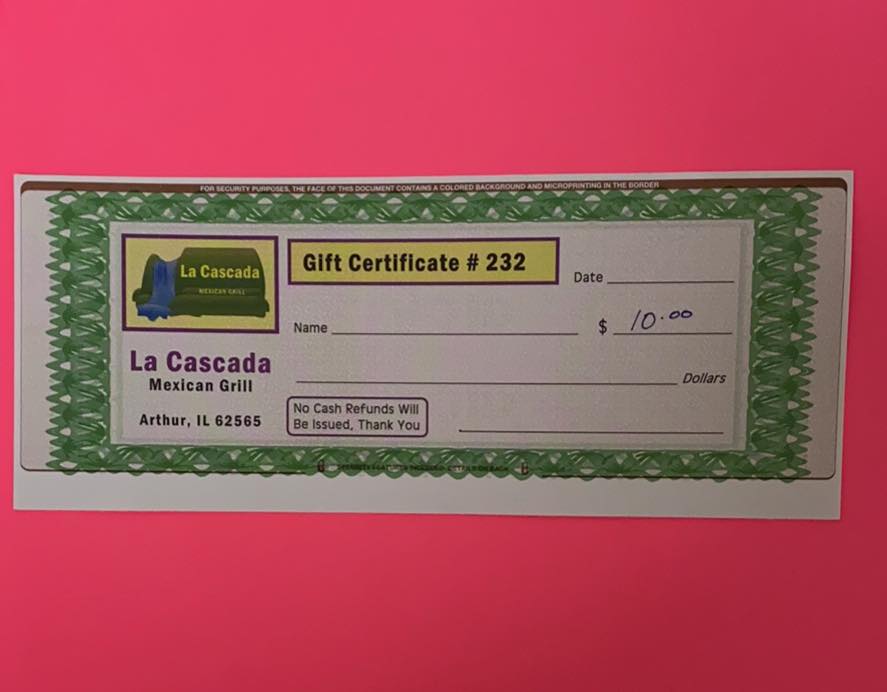 FOR SECURITY PURPOSES, THE FACE OF THIS DOCUMENT CONTAINS A COLORED BACKGROUND AND MICROPRINTING IN THE BORDER
La Cascada
MEXICAN GRILL
Gift Certificate # 232
Date
Name
$ 10.00
La Cascada
Mexican Grill
Dollars
Arthur, IL 62565
No Cash Refunds Will
Be Issued, Thank You